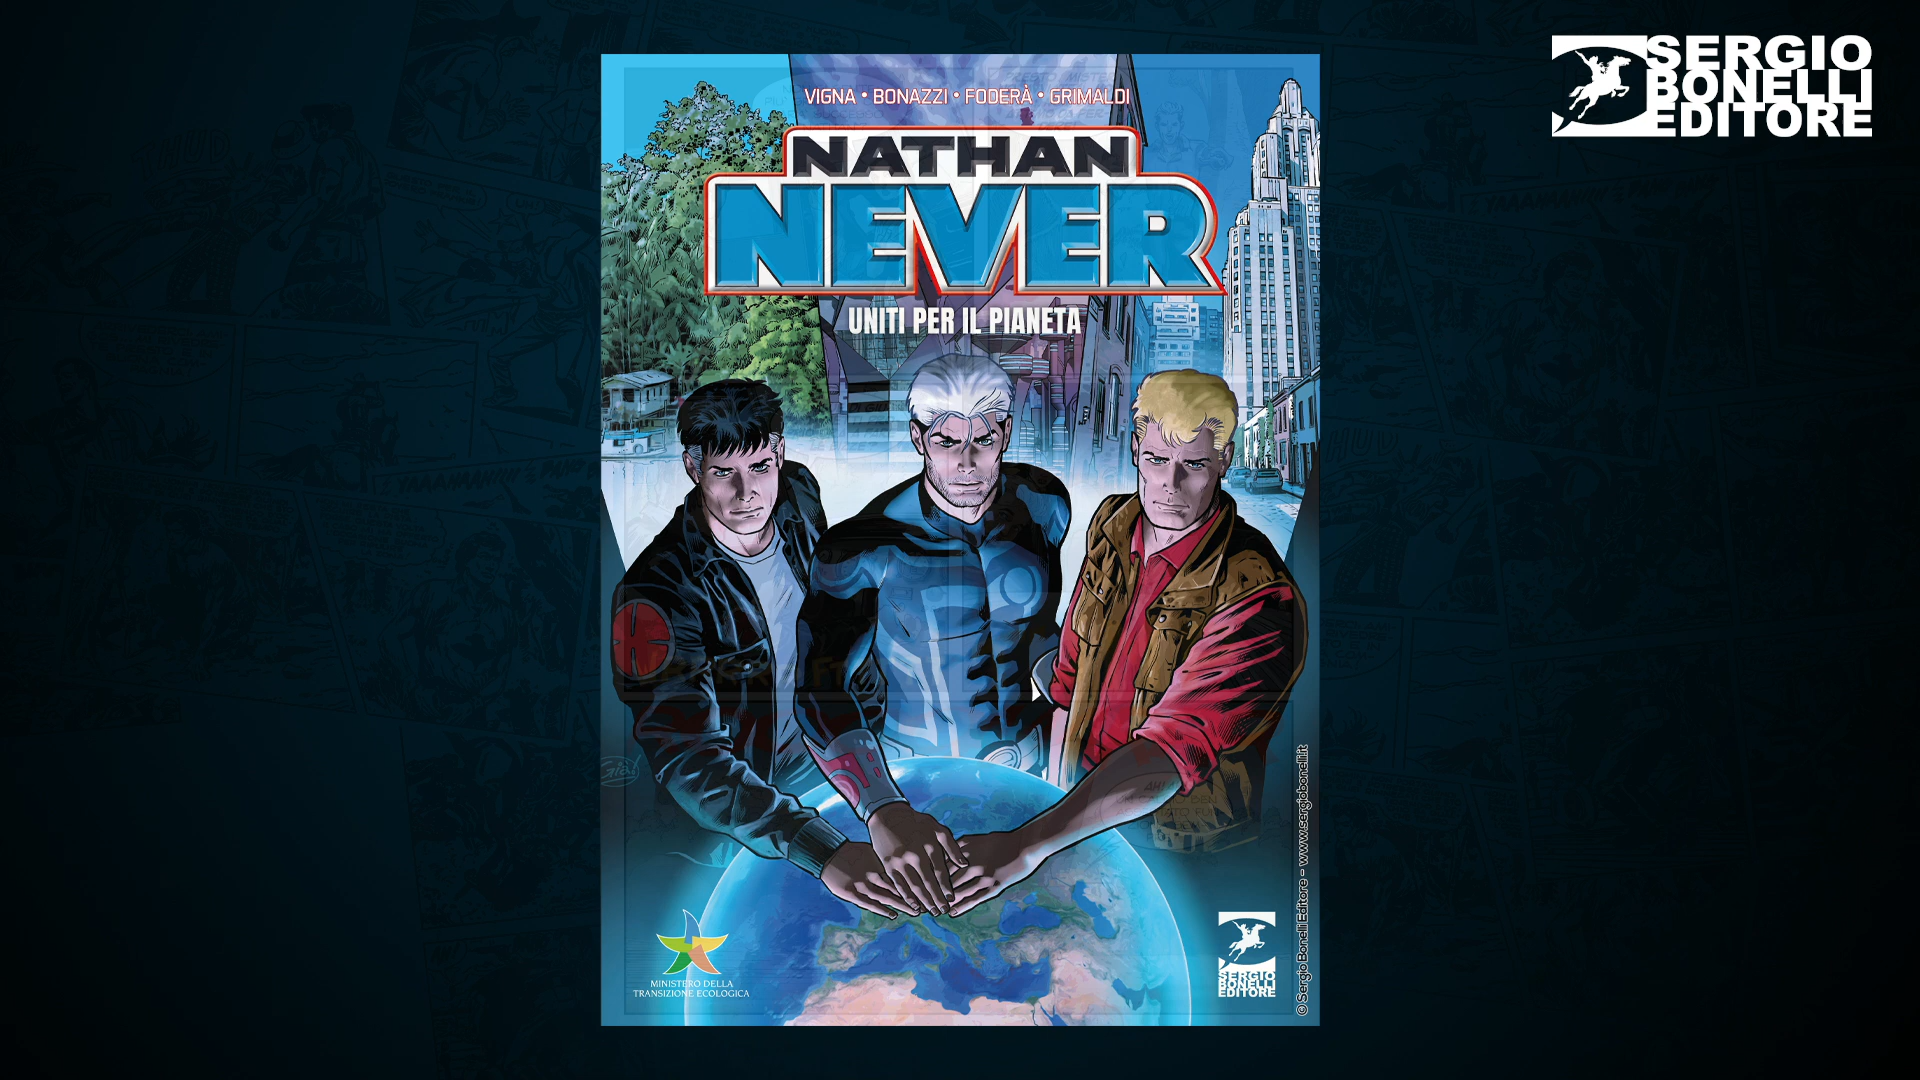 SERGIO
BONELLI
EDITORE
VIGNA • BONAZZI • FODERÀ • GRIMALDI
NATHAN
NEVER
UNITI PER IL PIANETA
Giài
MINISTERO DELLA
TRANSIZIONE ECOLOGICA
SERGIO
BONELLI
EDITORE
© Sergio Bonelli Editore – www.sergiobonelli.it